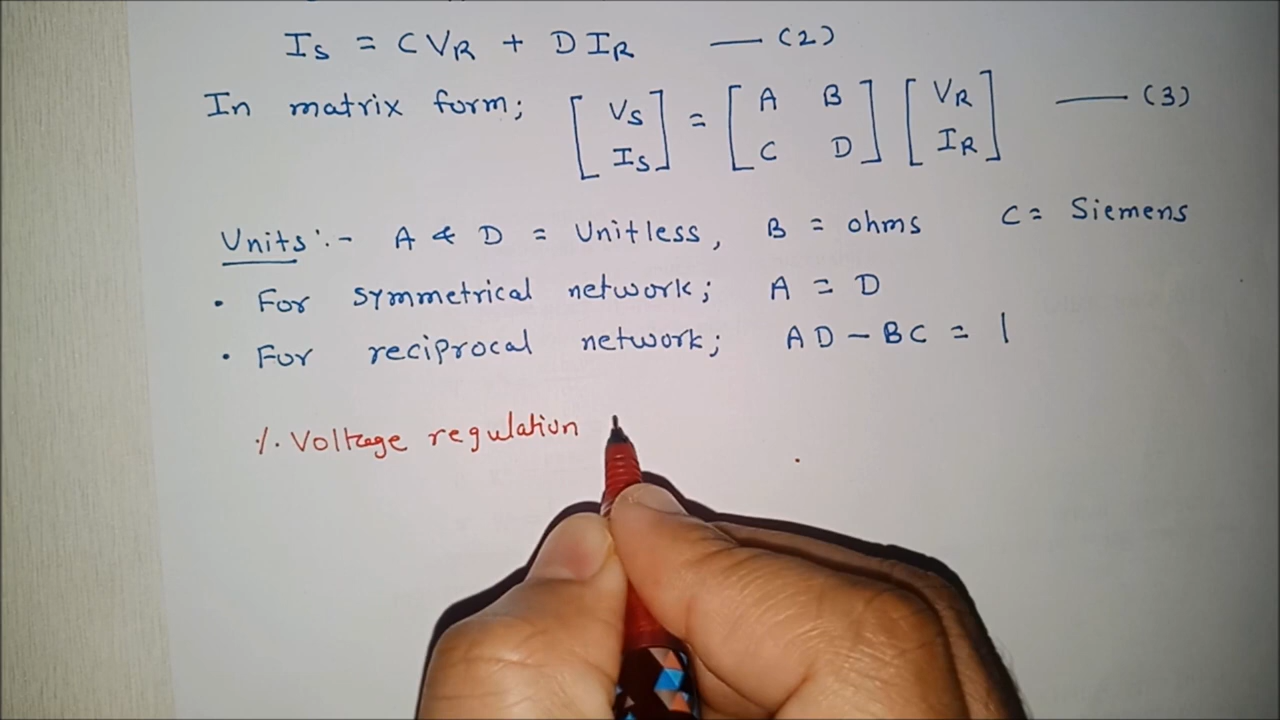 IS = CVR + DIR — (2)
In matrix form; [VS IS] = [A B C D] [VR IR] — (3)
Units :- A & D = Unitless, B = ohms C = Siemens
• For symmetrical network; A = D
• For reciprocal network; AD - BC = 1
% Voltage regulation